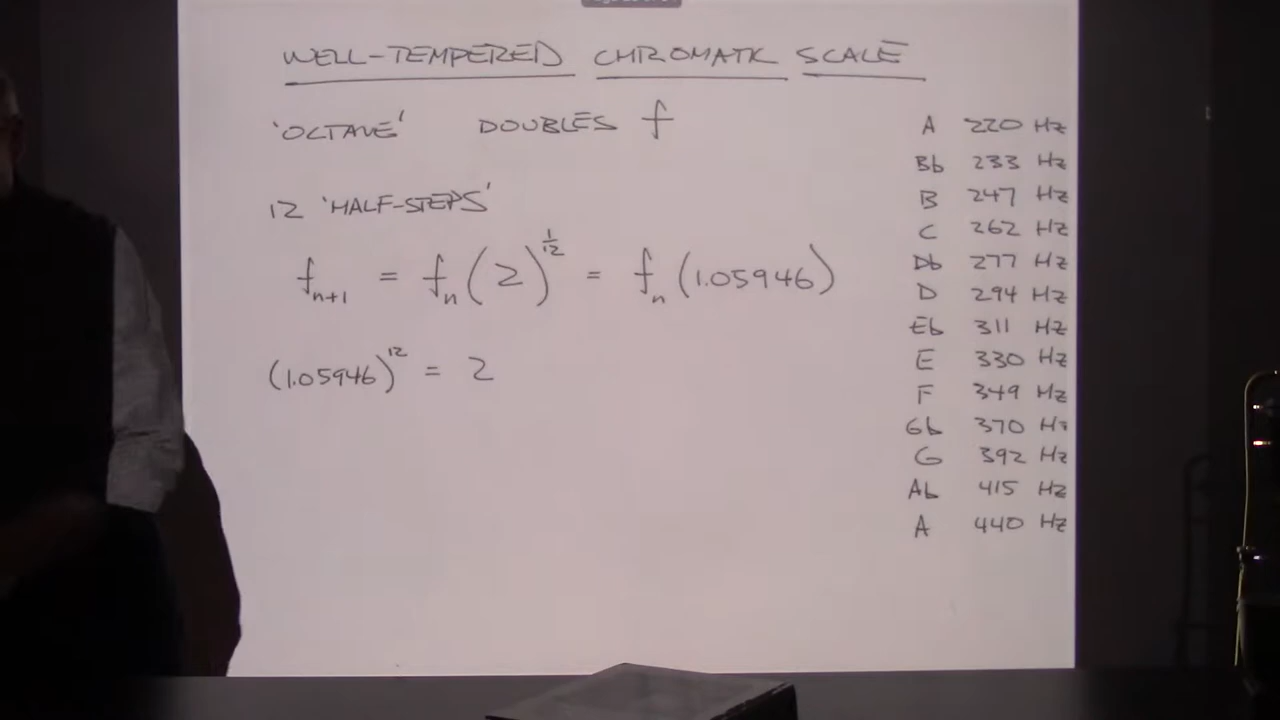 WELL-TEMPERED CHROMATIC SCALE
'OCTAVE' DOUBLES f
12 'HALF-STEPS'
f_{n+1} = f_n (2)^{1/12} = f_n (1.05946)
(1.05946)^{12} = 2
A 220 Hz
Bb 233 Hz
B 247 Hz
C 262 Hz
Db 277 Hz
D 294 Hz
Eb 311 Hz
E 330 Hz
F 349 Hz
Gb 370 Hz
G 392 Hz
Ab 415 Hz
A 440 Hz